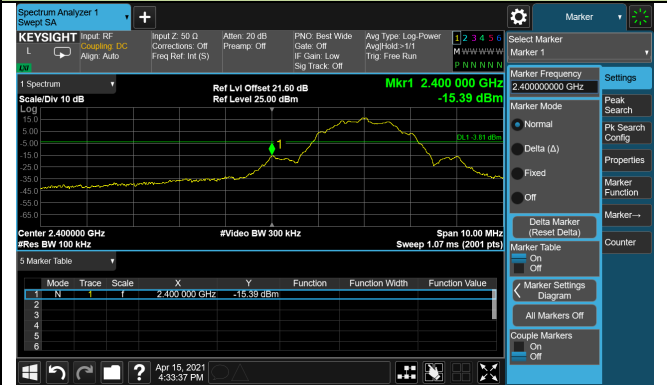 Spectrum Analyzer 1
Swept SA
+
Marker
KEYSIGHT
L
Input: RF
Coupling: DC
Align: Auto
Input Z: 50 Ω
Corrections: Off
Freq Ref: Int (S)
Atten: 20 dB
Preamp: Off
PNO: Best Wide
Gate: Off
IF Gain: Low
Sig Track: Off
Avg Type: Log-Power
Avg|Hold:>1/1
Trig: Free Run
1 2 3 4 5 6
M W W W W W
P N N N N N
Select Marker
Marker 1
1 Spectrum
Scale/Div 10 dB
Log
Ref Lvl Offset 21.60 dB
Ref Level 25.00 dBm
Mkr1 2.400 000 GHz
-15.39 dBm
15.0
5.00
-5.00
-15.0
-25.0
-35.0
-45.0
-55.0
-65.0
1
DL1 -3.81 dBm
Center 2.400000 GHz
#Res BW 100 kHz
#Video BW 300 kHz
Span 10.00 MHz
Sweep 1.07 ms (2001 pts)
5 Marker Table
Mode Trace Scale X Y Function Function Width Function Value
1 N 1 f 2.400 000 GHz -15.39 dBm
2
3
4
5
6
Marker Frequency
2.400000000 GHz
Marker Mode
Normal
Delta (Δ)
Fixed
Off
Delta Marker
(Reset Delta)
Marker Table
On
Off
Marker Settings
Diagram
All Markers Off
Couple Markers
On
Off
Settings
Peak
Search
Pk Search
Config
Properties
Marker
Function
Marker→
Counter
?
Apr 15, 2021
4:33:37 PM